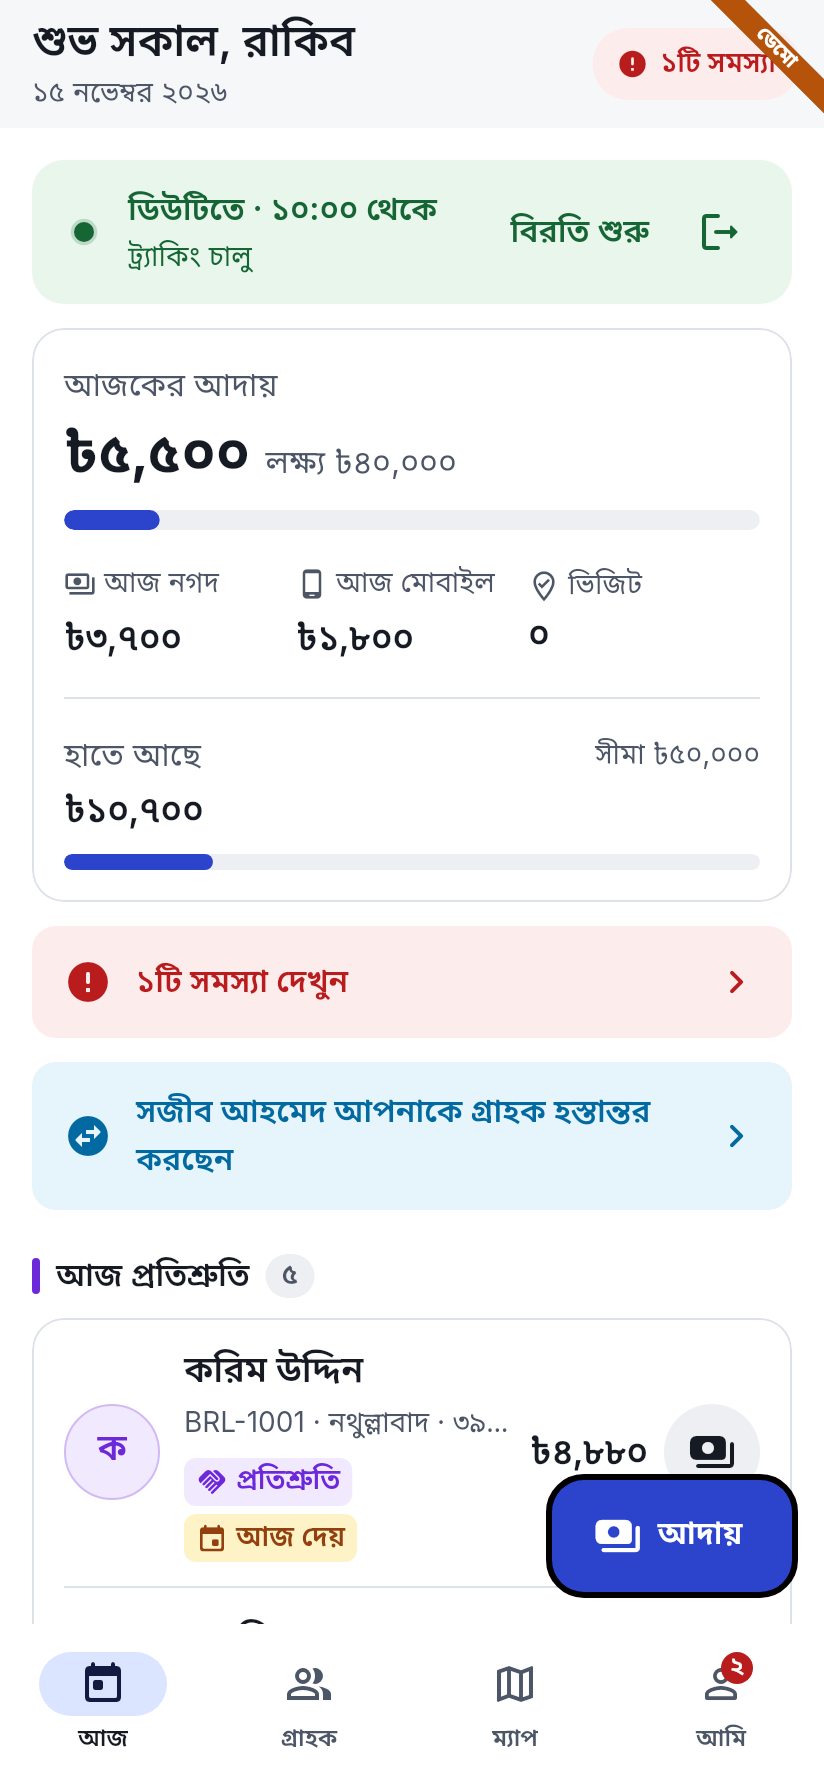 শুভ সকাল, রাকিব
১৫ নভেম্বর ২০২৬
১টি সমস্যা
ডেমো
ডিউটিতে · ১০:০০ থেকে
ট্র্যাকিং চালু
বিরতি শুরু
আজকের আদায়
৳৫,৫০০ লক্ষ্য ৳৪০,০০০
আজ নগদ
আজ মোবাইল
ভিজিট
৳৩,৭০০
৳১,৮০০
০
হাতে আছে
সীমা ৳৫০,০০০
৳১০,৭০০
১টি সমস্যা দেখুন
সজীব আহমেদ আপনাকে গ্রাহক হস্তান্তর
করছেন
আজ প্রতিশ্রুতি ৫
ক
করিম উদ্দিন
BRL-1001 · নথুল্লাবাদ · ৩৯...
৳৪,৮৮০
প্রতিশ্রুতি
আজ দেয়
আদায়
আজ
গ্রাহক
ম্যাপ
২
আমি